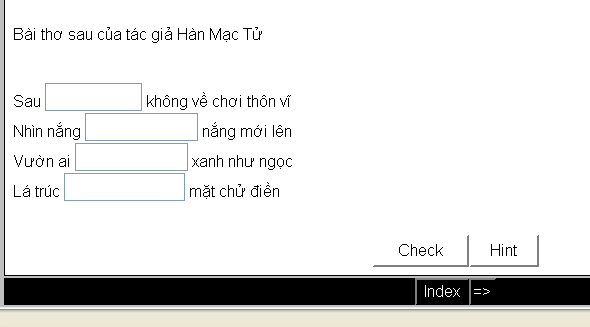 Bài thơ sau của tác giả Hàn Mạc Tử
Sau không về chơi thôn vĩ
Nhìn nắng nắng mới lên
Vườn ai xanh như ngọc
Lá trúc mặt chử điền
Check Hint
Index =>